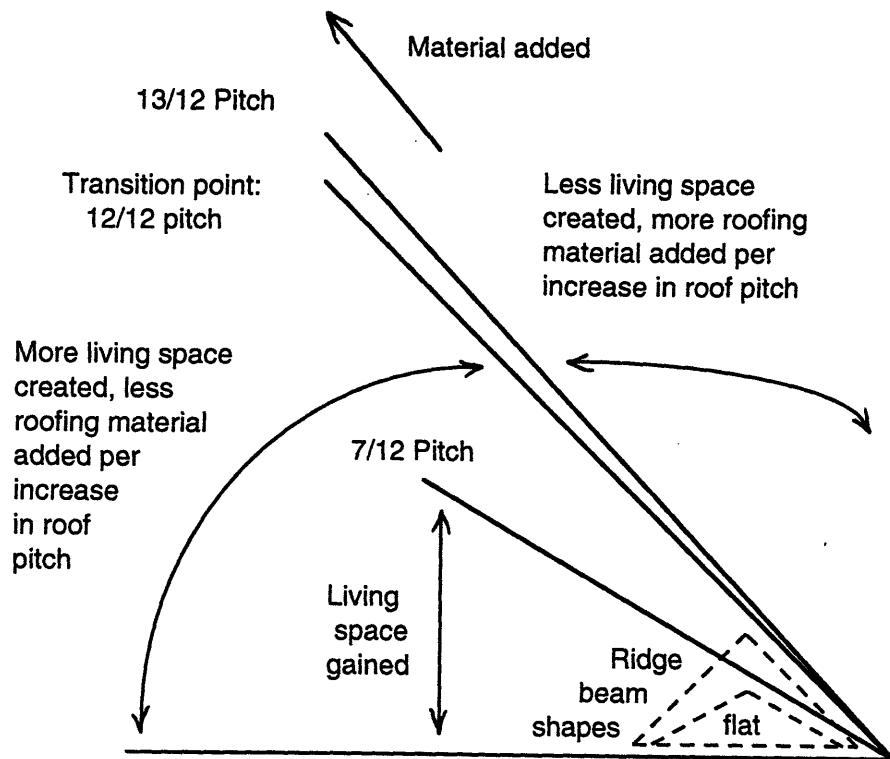 Material added
13/12 Pitch
Transition point:
12/12 pitch
Less living space
created, more roofing
material added per
increase in roof pitch
More living space
created, less
roofing material
added per
increase
in roof
pitch
7/12 Pitch
Living
space
gained
Ridge
beam
shapes
flat